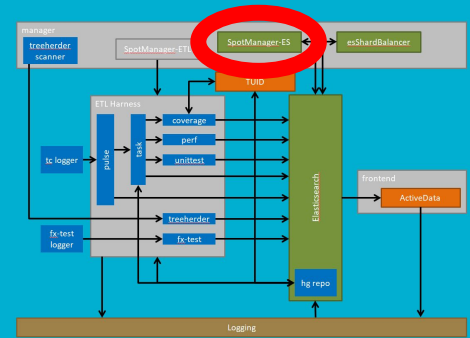 manager
treeherder
scanner
SpotManager-ETL
SpotManager-ES
esShardBalancer
TUID
ETL Harness
coverage
perf
unittest
pulse
task
tc logger
Elasticsearch
frontend
ActiveData
treeherder
fx-test
logger
fx-test
hg repo
Logging